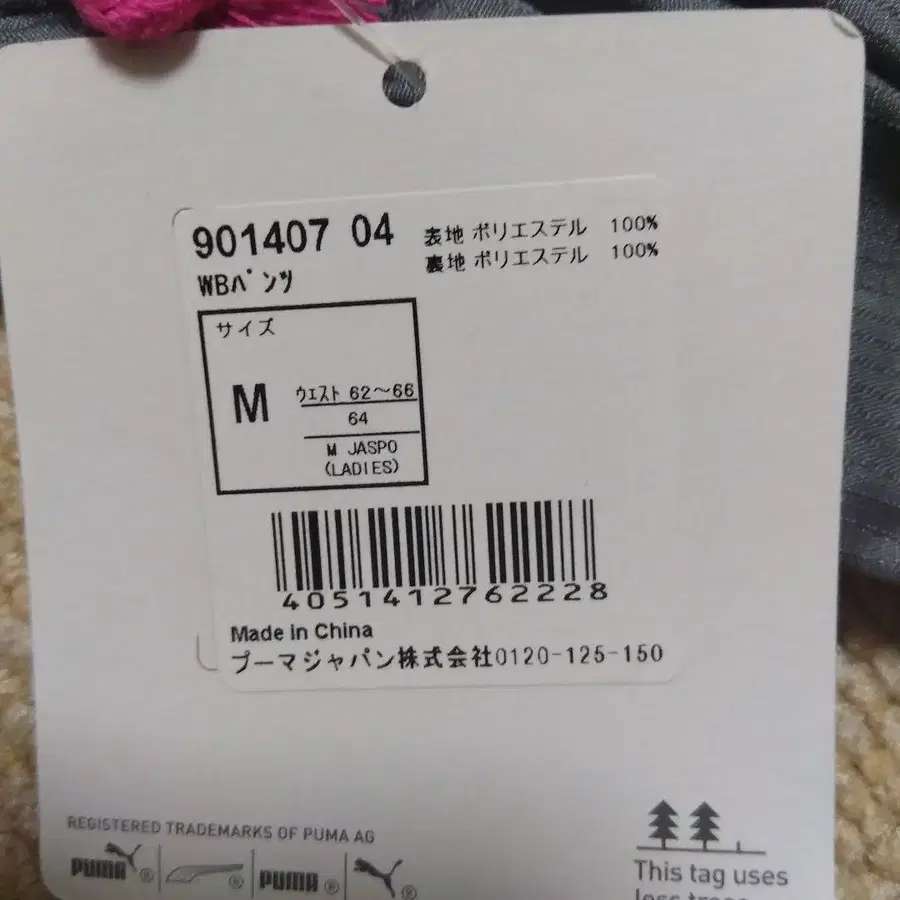 901407 04
WBパンツ
表地 ポリエステル 100%
裏地 ポリエステル 100%
サイズ
M
ウエスト 62～66
64
M JASPO
(LADIES)
4051412762228
Made in China
プーマジャパン株式会社0120-125-150
REGISTERED TRADEMARKS OF PUMA AG
PUMA ® ® PUMA ® ®
This tag uses
less trees